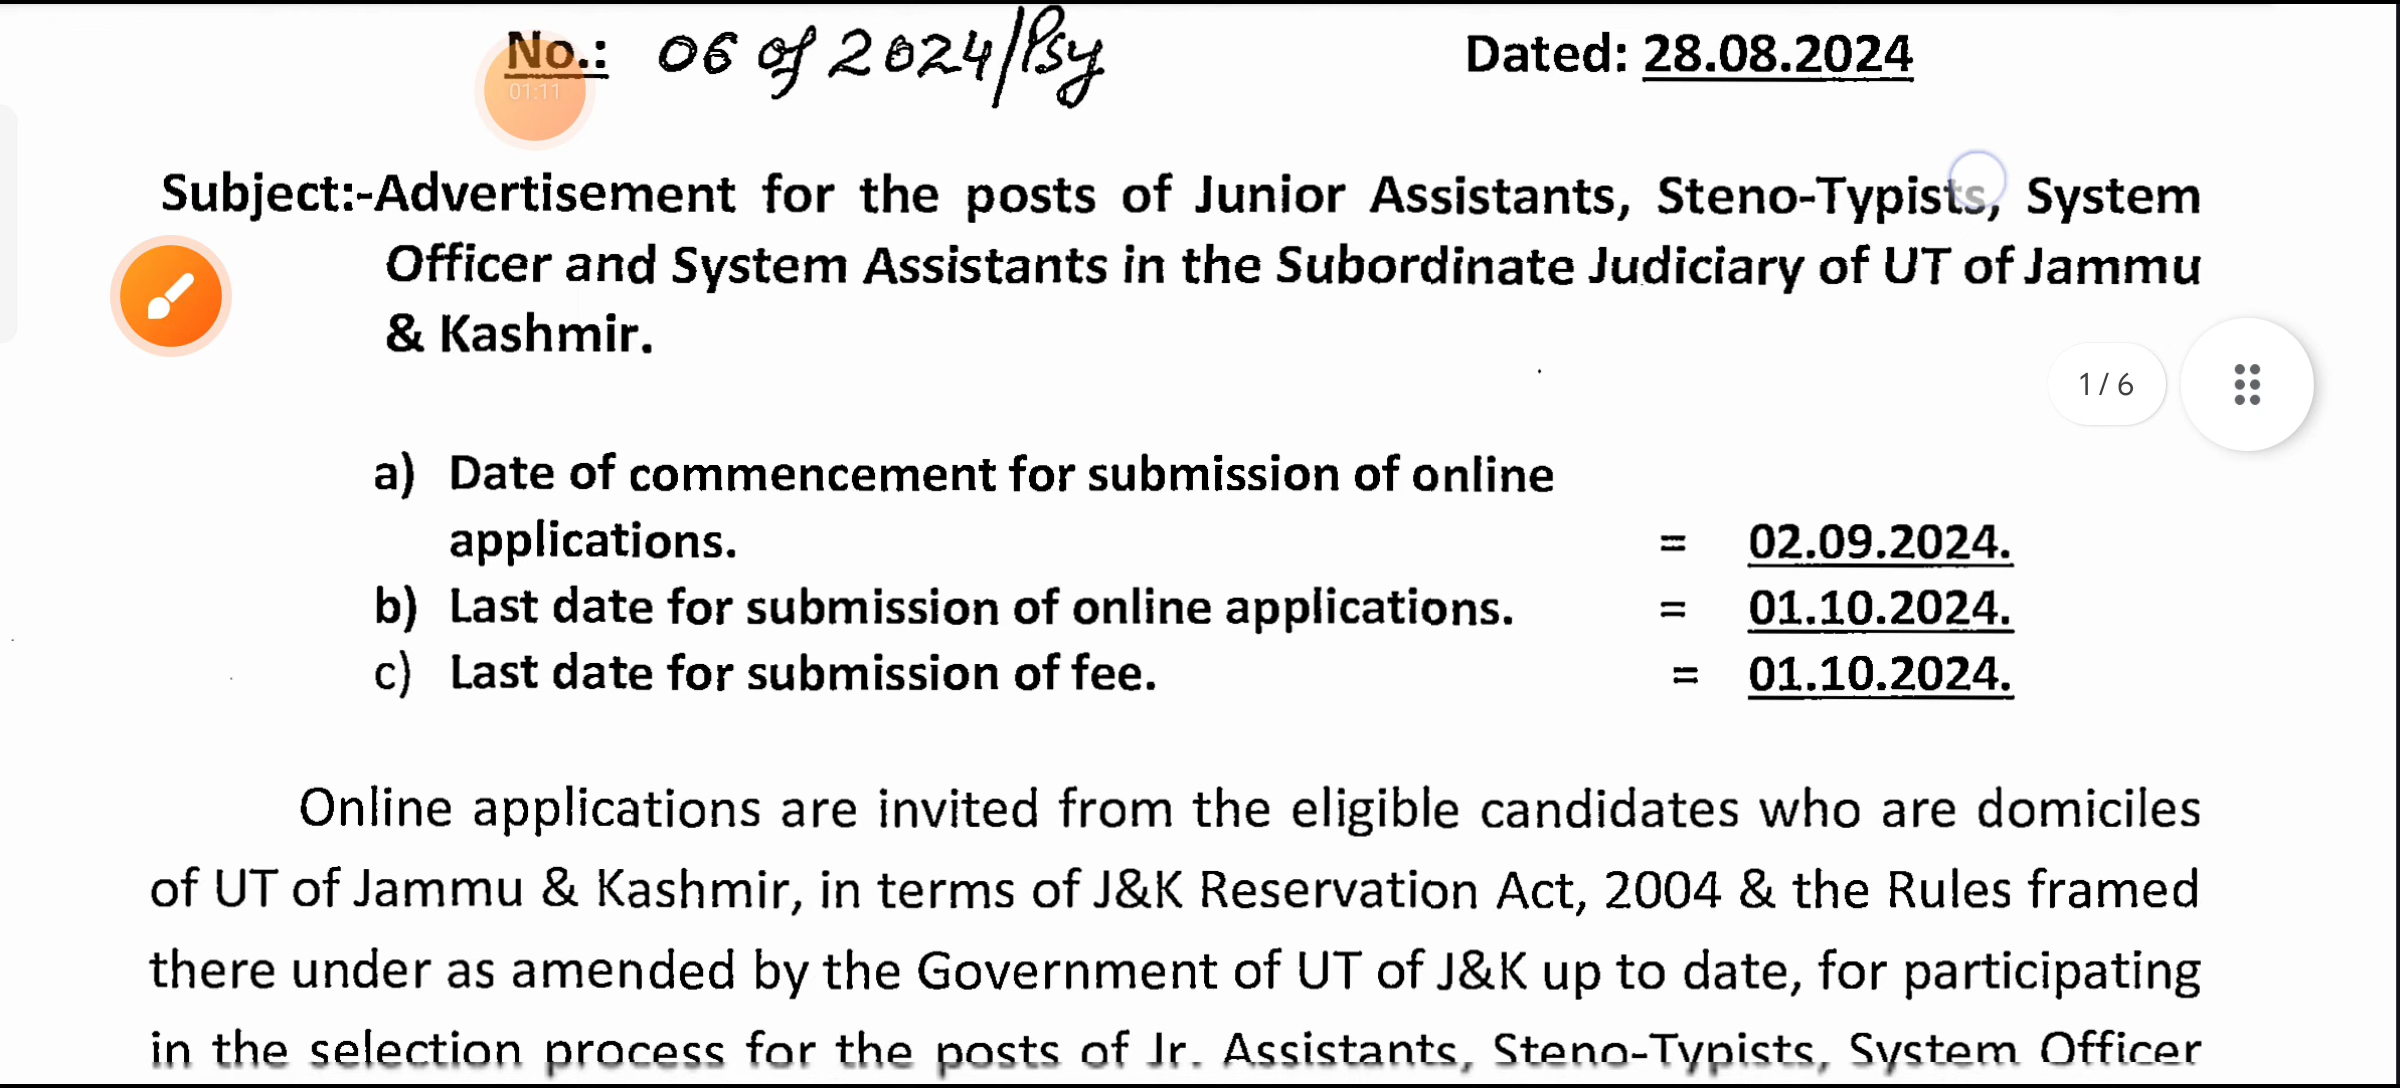 No.: 06 of 2024/Psy Dated: 28.08.2024
01:11
Subject:-Advertisement for the posts of Junior Assistants, Steno-Typists, System
Officer and System Assistants in the Subordinate Judiciary of UT of Jammu
& Kashmir.
1 / 6
a) Date of commencement for submission of online
applications. = 02.09.2024.
b) Last date for submission of online applications. = 01.10.2024.
c) Last date for submission of fee. = 01.10.2024.
Online applications are invited from the eligible candidates who are domiciles
of UT of Jammu & Kashmir, in terms of J&K Reservation Act, 2004 & the Rules framed
there under as amended by the Government of UT of J&K up to date, for participating
in the selection process for the posts of Jr. Assistants, Steno-Typists, System Officer